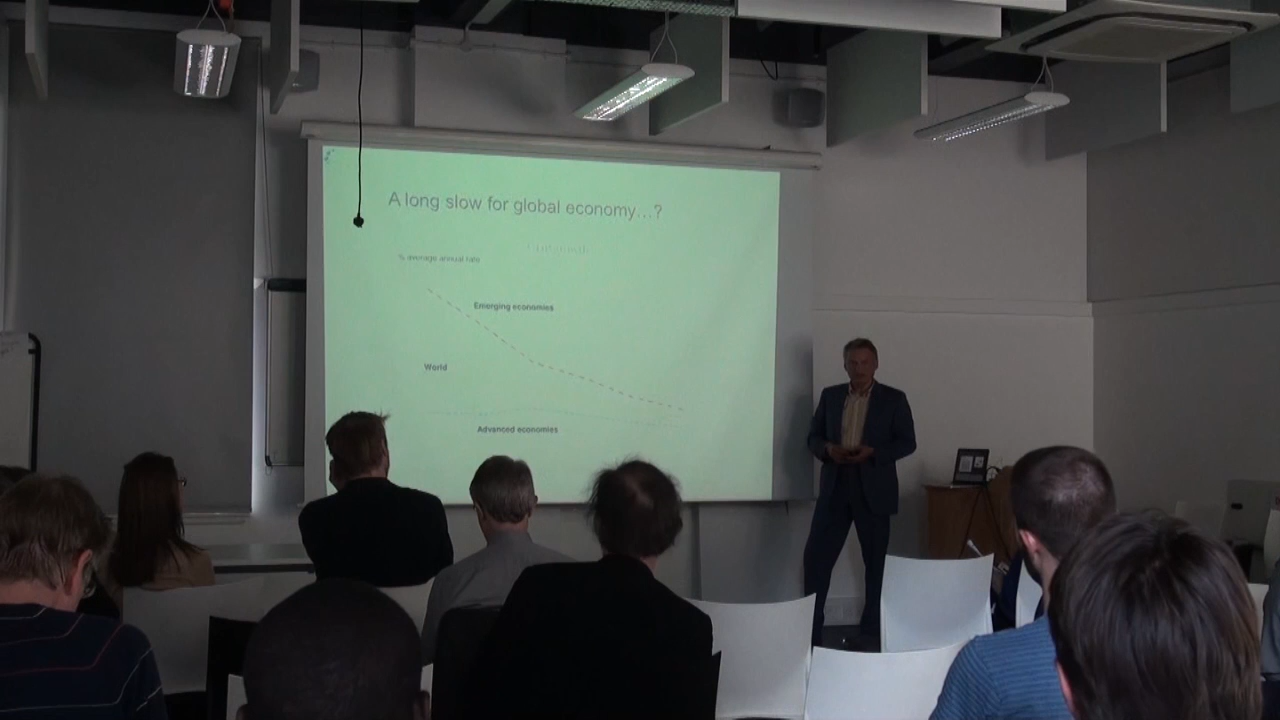 A long slow for global economy...?
% average annual rate
Emerging economies
World
Advanced economies